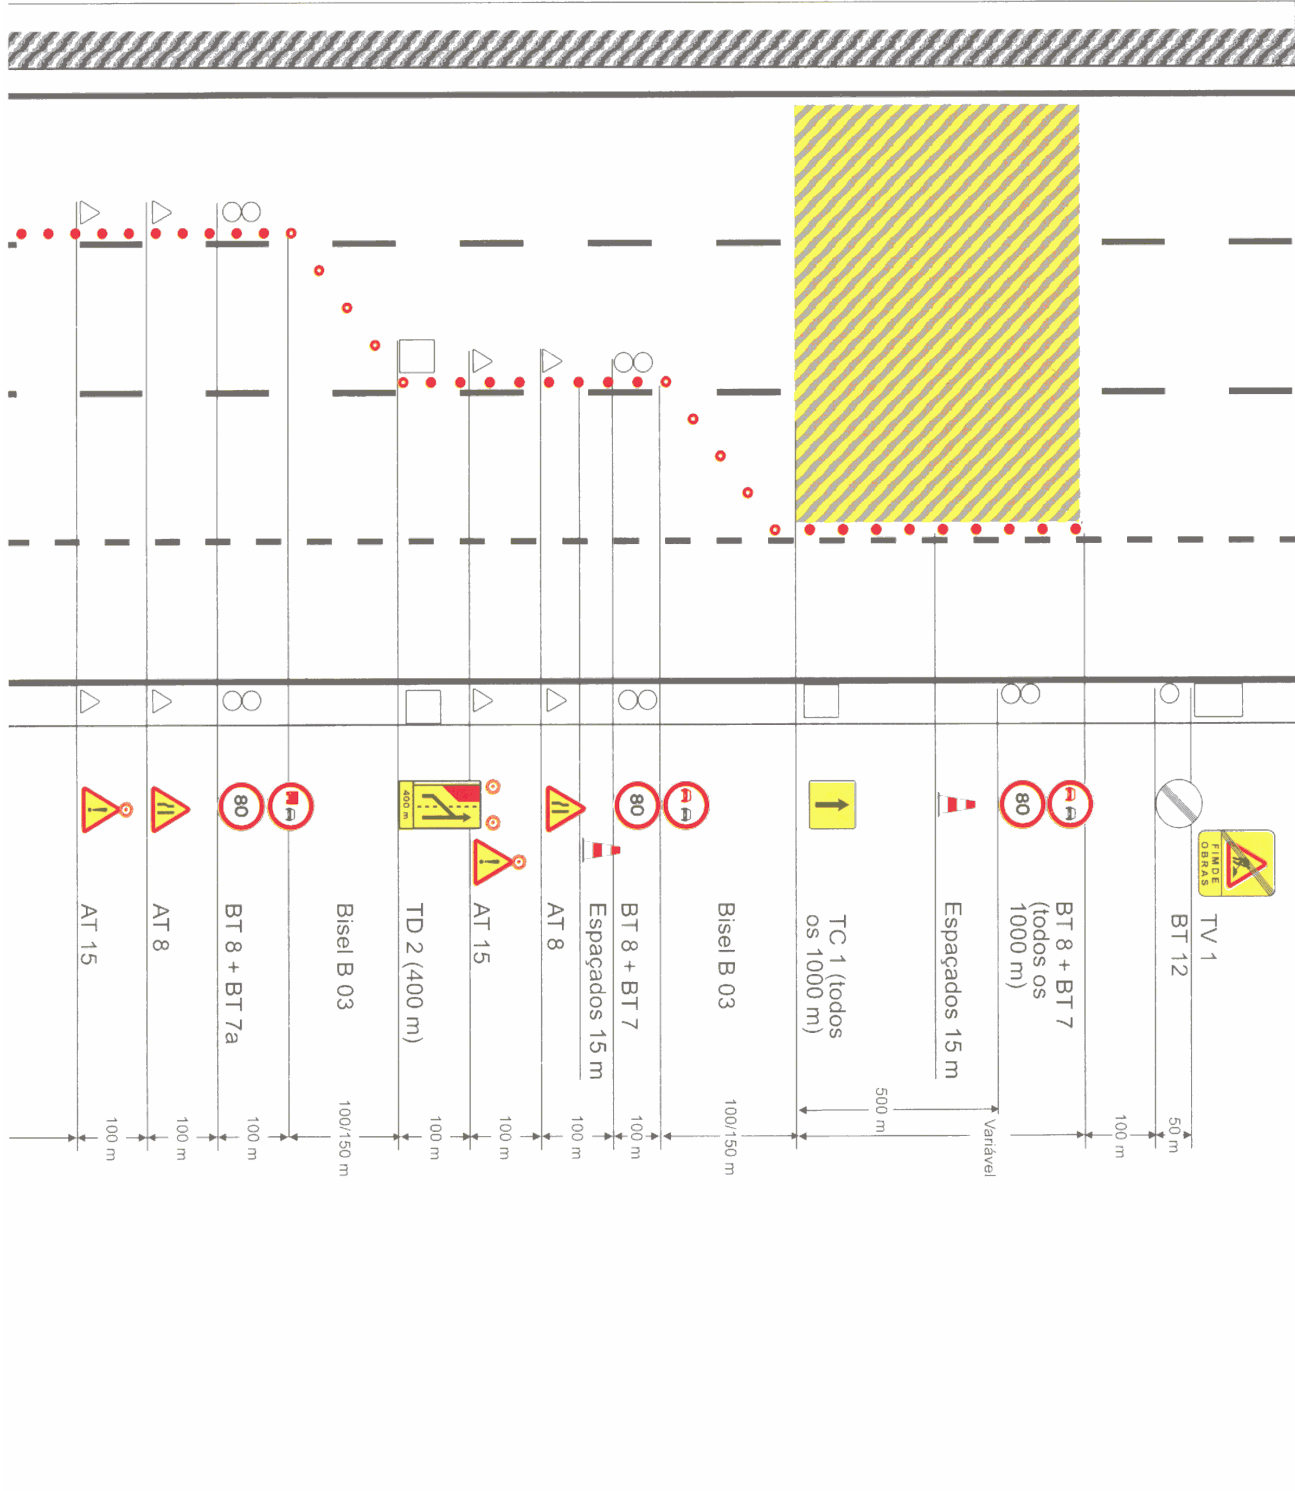 TV 1
BT 12
BT 8 + BT 7
(todos os
1000 m)
Espaçados 15 m
TC 1 (todos
os 1000 m)
Bisel B 03
BT 8 + BT 7
Espaçados 15 m
AT 8
AT 15
TD 2 (400 m)
Bisel B 03
BT 8 + BT 7a
AT 8
AT 15
FIM DE
OBRAS
80
80
400 m
80
50 m
100 m
Variável
500 m
100/150 m
100 m
100 m
100 m
100 m
100/150 m
100 m
100 m
100 m